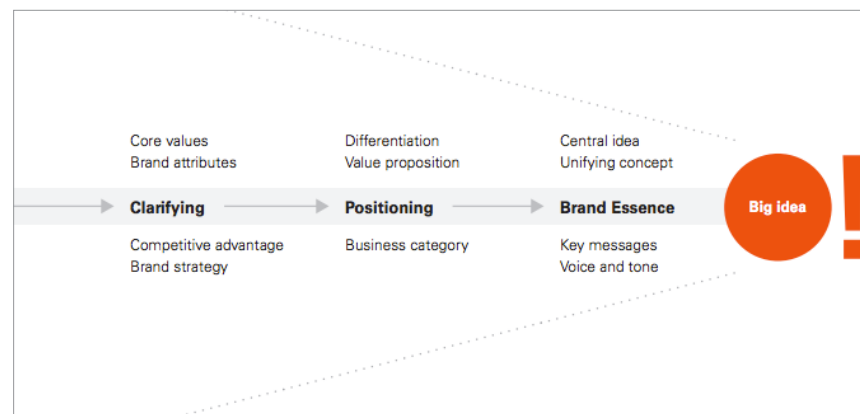 Core values
Brand attributes
Clarifying
Competitive advantage
Brand strategy
Differentiation
Value proposition
Positioning
Business category
Central idea
Unifying concept
Brand Essence
Key messages
Voice and tone
Big idea
!